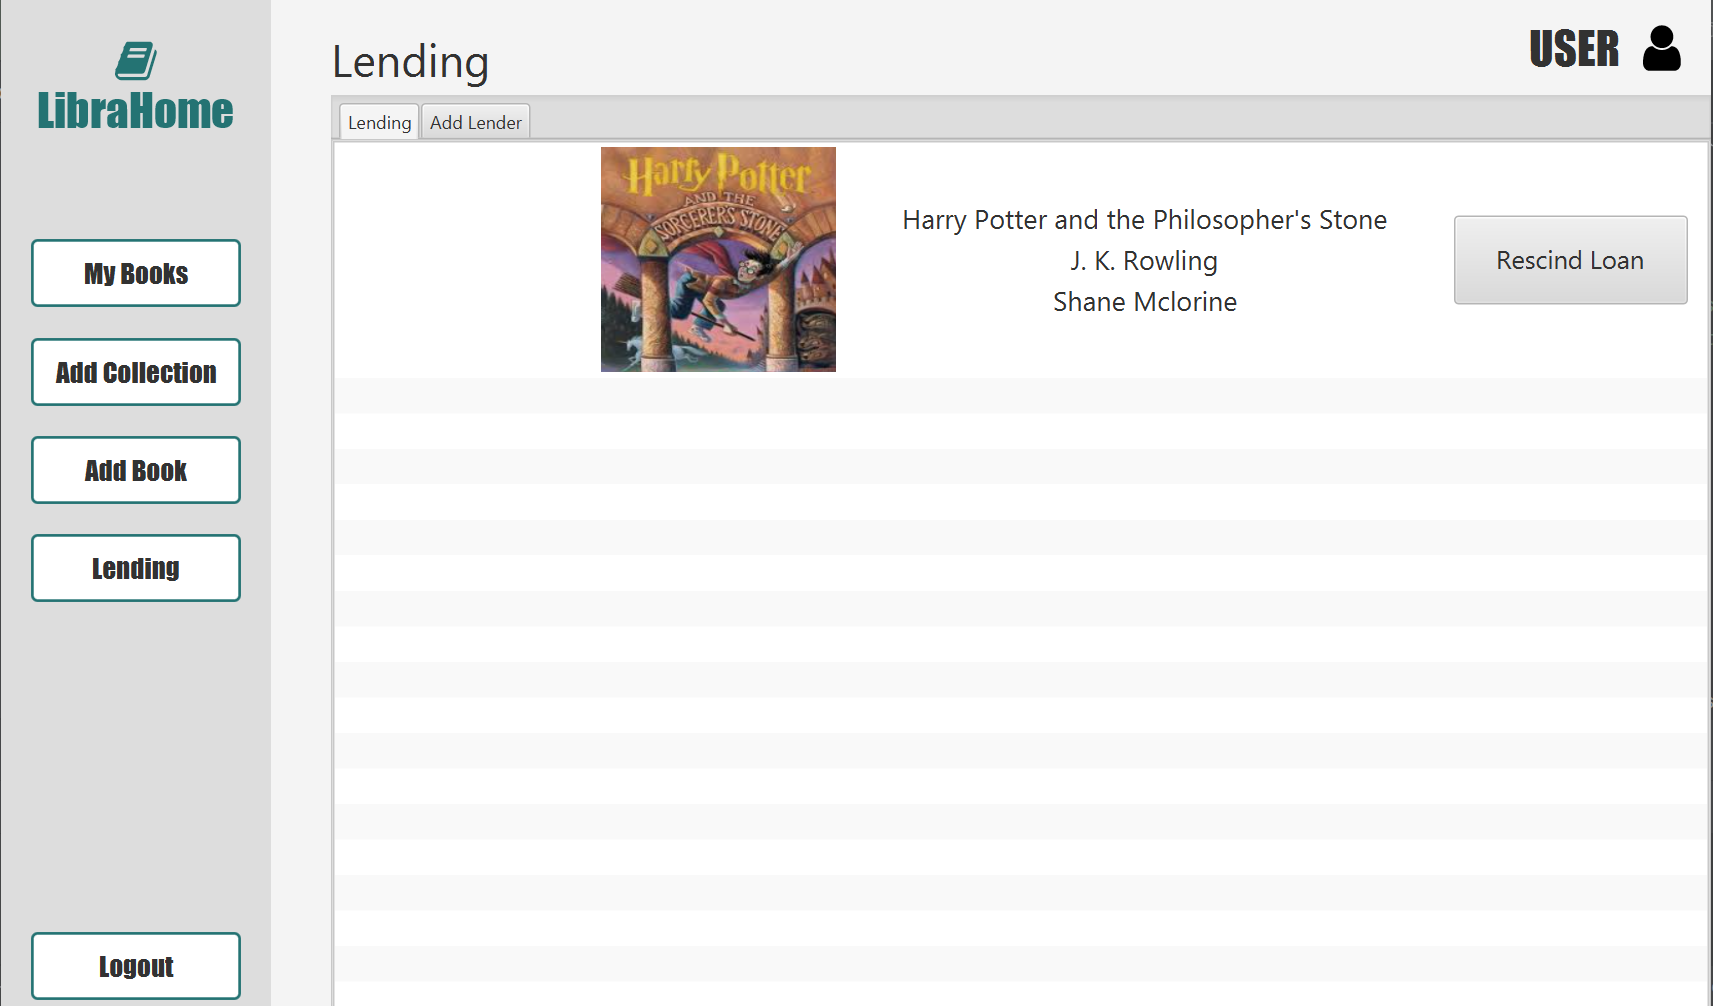 LibraHome
My Books
Add Collection
Add Book
Lending
Logout
Lending
USER
Lending
Add Lender
Harry Potter
AND THE
SORCERER'S STONE
Harry Potter and the Philosopher's Stone
J. K. Rowling
Shane Mclorine
Rescind Loan